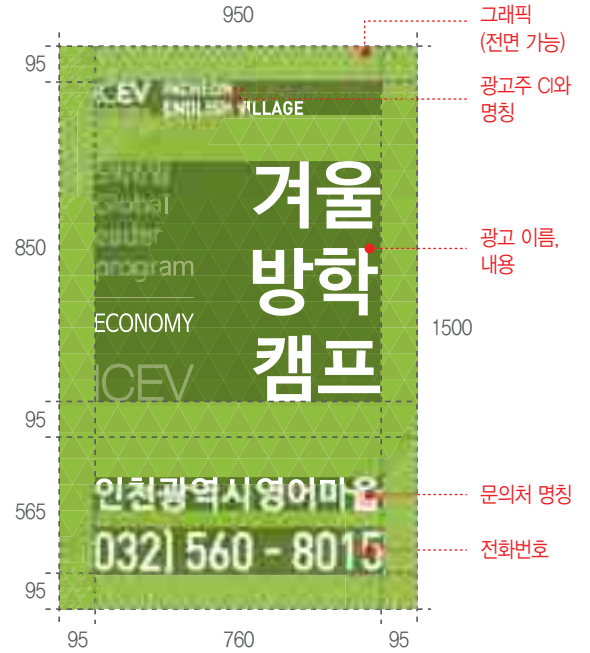 950
그래픽
(전면 가능)
95
광고주 CI와
명칭
ICEV
VILLAGE
겨울
방학
캠프
Global
program
ECONOMY
ICEV
850
광고 이름,
내용
1500
95
인천광역시영어마을
문의처 명칭
565
032) 560 - 8015
전화번호
95
95
760
95